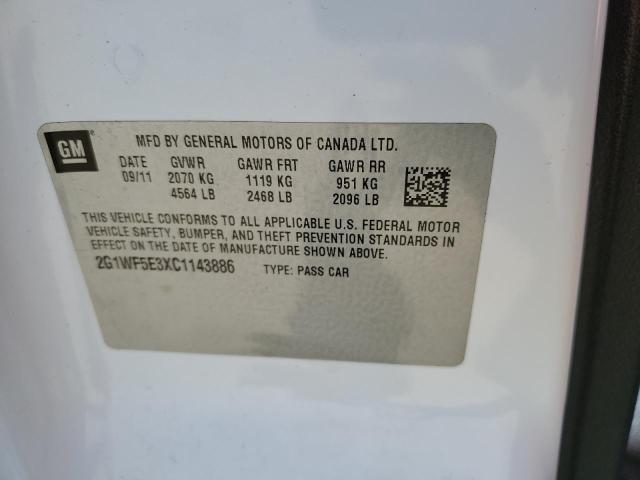 GM
MFD BY GENERAL MOTORS OF CANADA LTD.
DATE GVWR GAWR FRT GAWR RR
09/11 2070 KG 1119 KG 951 KG
4564 LB 2468 LB 2096 LB
THIS VEHICLE CONFORMS TO ALL APPLICABLE U.S. FEDERAL MOTOR
VEHICLE SAFETY, BUMPER, AND THEFT PREVENTION STANDARDS IN
EFFECT ON THE DATE OF MANUFACTURE SHOWN ABOVE.
2G1WF5E3XC1143886 TYPE: PASS CAR